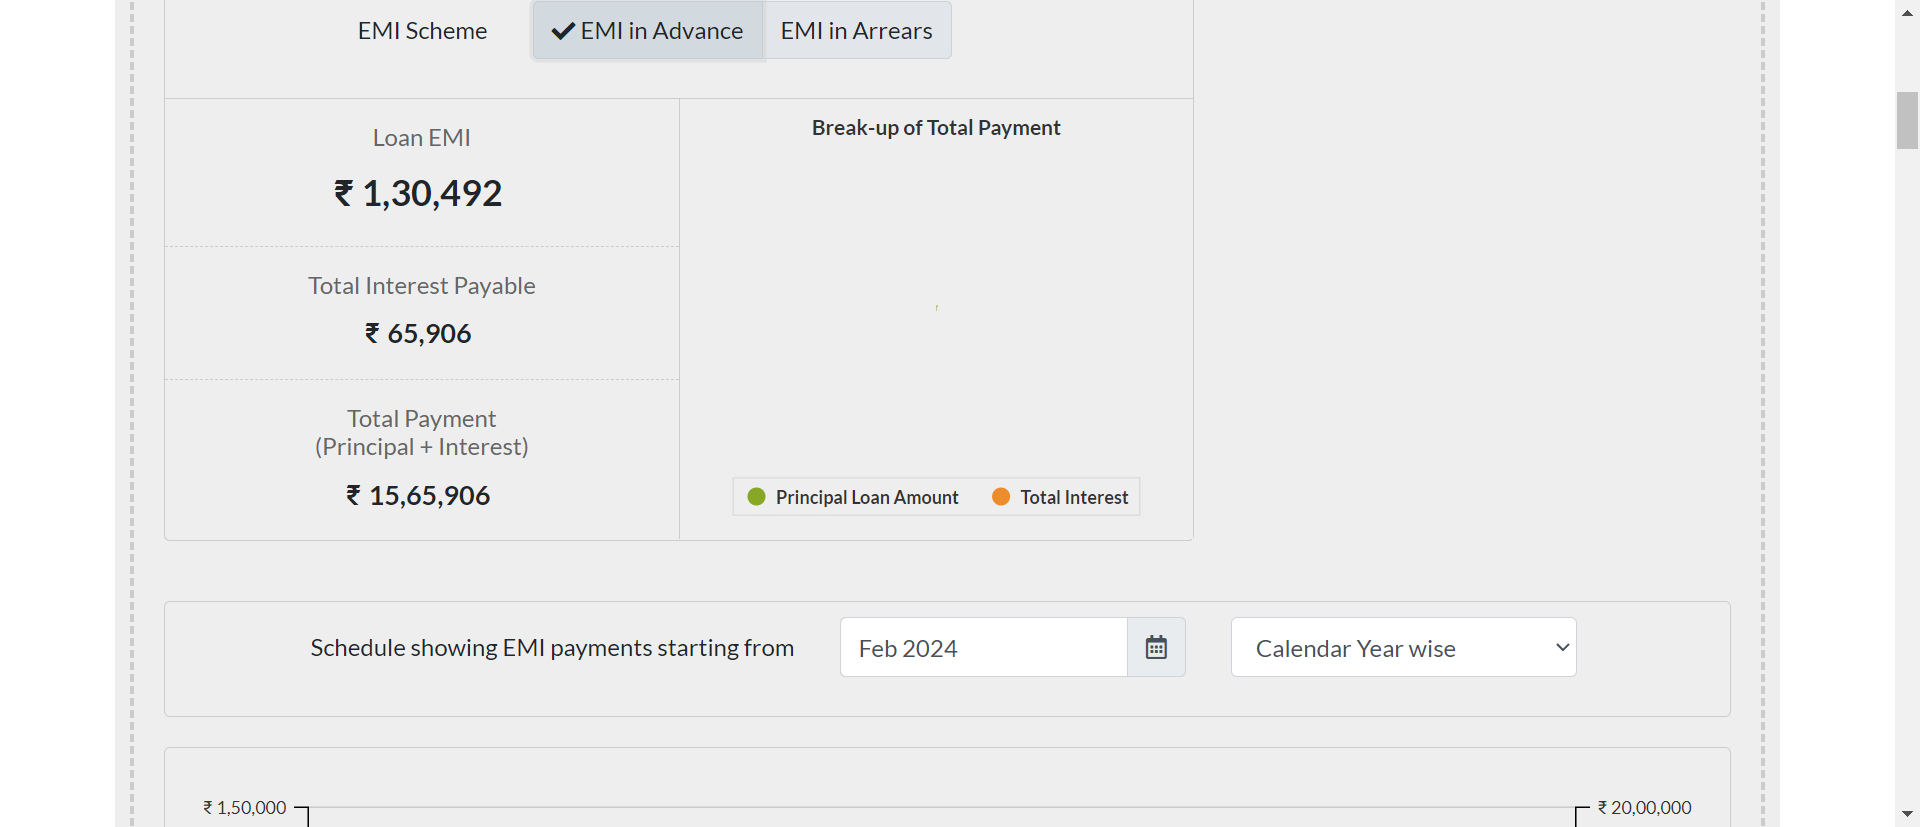 EMI Scheme
EMI in Advance
EMI in Arrears
Loan EMI
₹ 1,30,492
Total Interest Payable
₹ 65,906
Total Payment
(Principal + Interest)
₹ 15,65,906
Break-up of Total Payment
Principal Loan Amount
Total Interest
Schedule showing EMI payments starting from
Feb 2024
Calendar Year wise
₹ 1,50,000
₹ 20,00,000